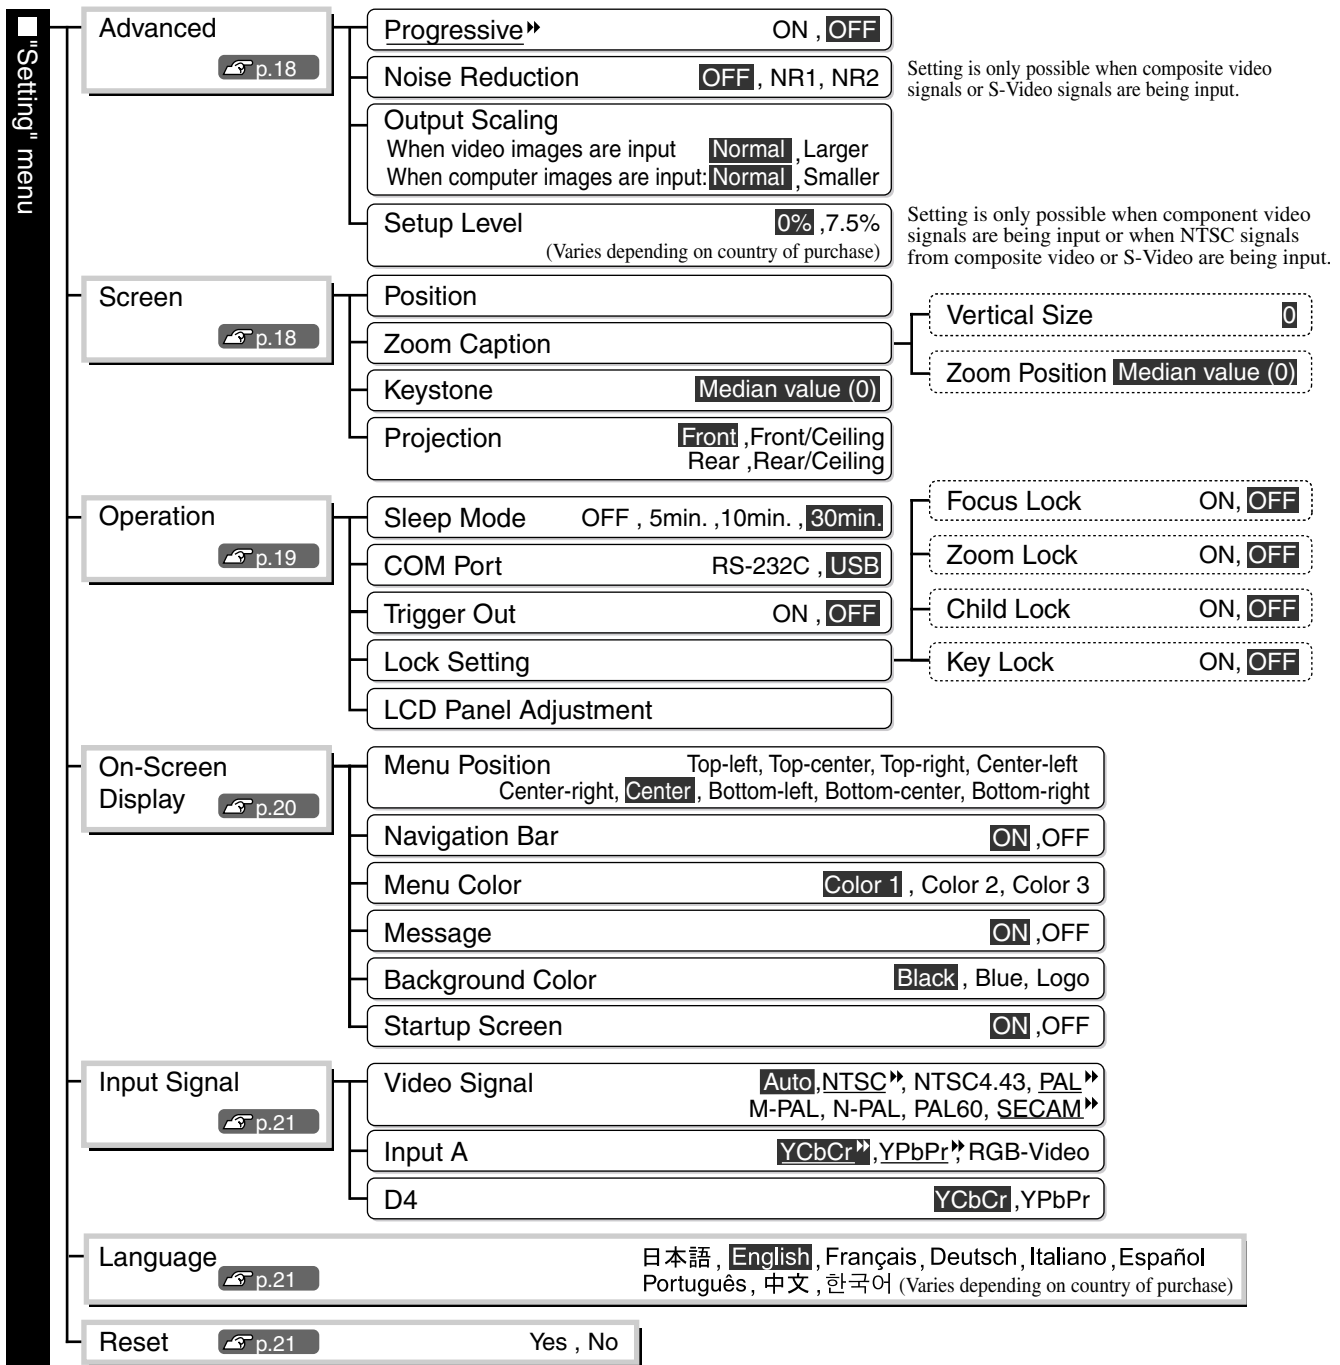 "Setting" menu
Advanced
p.18
Progressive ON , OFF
Noise Reduction OFF , NR1, NR2
Setting is only possible when composite video
signals or S-Video signals are being input.
Output Scaling
When video images are input Normal , Larger
When computer images are input: Normal , Smaller
Setup Level 0% ,7.5%
(Varies depending on country of purchase)
Setting is only possible when component video
signals are being input or when NTSC signals
from composite video or S-Video are being input.
Screen
p.18
Position
Zoom Caption
Vertical Size 0
Zoom Position Median value (0)
Keystone Median value (0)
Projection Front ,Front/Ceiling
Rear ,Rear/Ceiling
Operation
p.19
Sleep Mode OFF , 5min. ,10min. , 30min.
COM Port RS-232C , USB
Trigger Out ON , OFF
Lock Setting
Focus Lock ON, OFF
Zoom Lock ON, OFF
Child Lock ON, OFF
Key Lock ON, OFF
LCD Panel Adjustment
On-Screen
Display p.20
Menu Position Top-left, Top-center, Top-right, Center-left
Center-right, Center , Bottom-left, Bottom-center, Bottom-right
Navigation Bar ON ,OFF
Menu Color Color 1 , Color 2, Color 3
Message ON ,OFF
Background Color Black , Blue, Logo
Startup Screen ON ,OFF
Input Signal
p.21
Video Signal Auto ,NTSC, NTSC4.43, PAL
M-PAL, N-PAL, PAL60, SECAM
Input A YCbCr ,YPbPr, RGB-Video
D4 YCbCr ,YPbPr
Language p.21
日本語 , English , Français , Deutsch , Italiano , Español
Português , 中文 , 한국어 (Varies depending on country of purchase)
Reset p.21 Yes , No